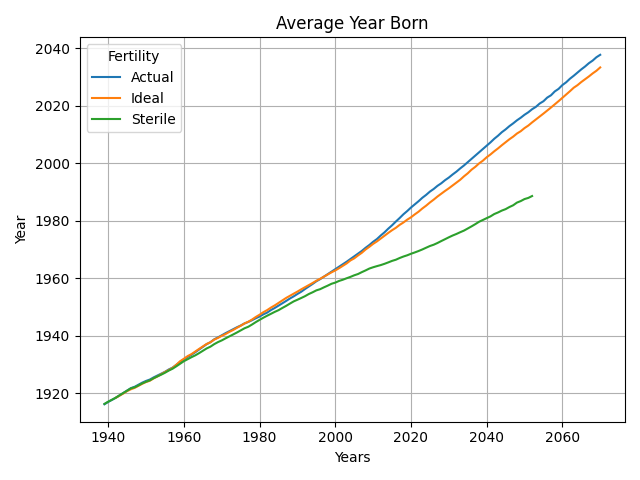 Average Year Born
Fertility
Actual
Ideal
Sterile
2040
2020
2000
1980
1960
1940
1920
Year
1940 1960 1980 2000 2020 2040 2060
Years